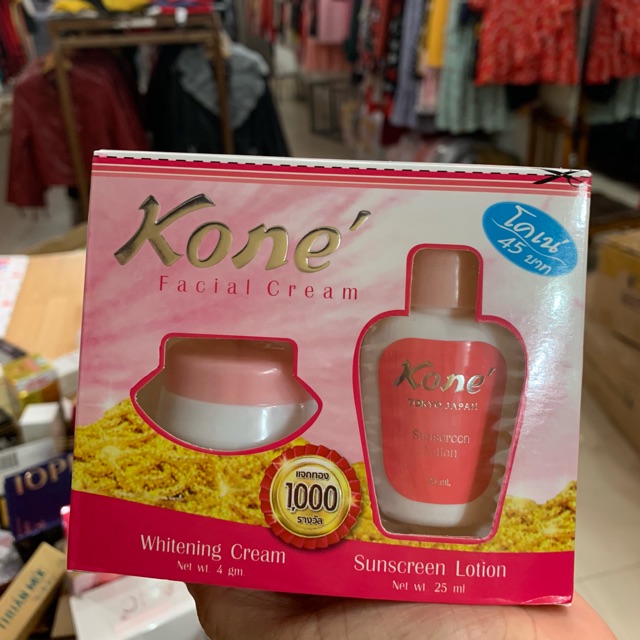 Kone'
Facial Cream
โคเน่
45 บาท
Kone'
TOKYO JAPAN
Sunscreen
Lotion
แจกทอง
1,000
รางวัล
Whitening Cream
Net wt. 4 gm.
Sunscreen Lotion
Net wt 25 ml